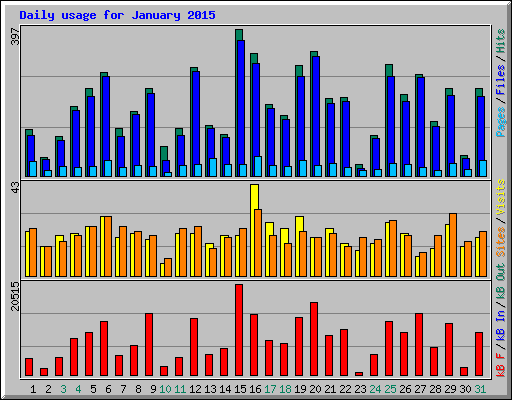 Daily usage for January 2015
397
Pages / Files / Hits
43
Sites / Visits
20515
kB F / kB In / kB Out
1 2 3 4 5 6 7 8 9 10 11 12 13 14 15 16 17 18 19 20 21 22 23 24 25 26 27 28 29 30 31